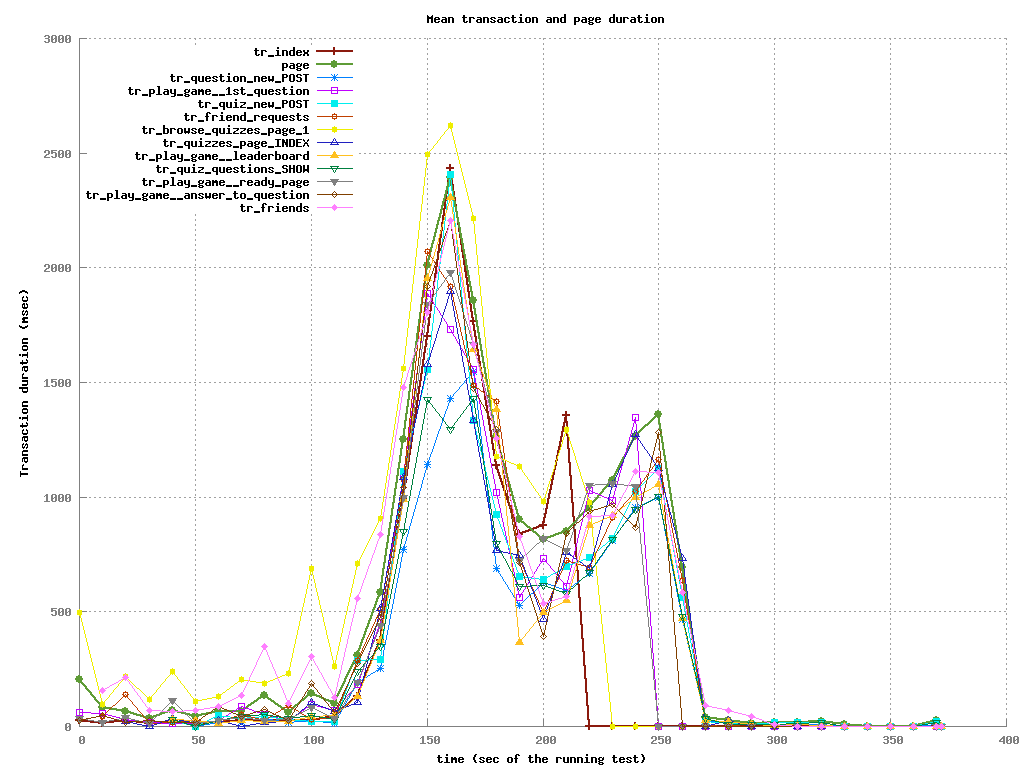 Mean transaction and page duration
3000
2500
2000
1500
1000
500
0
Transaction duration (msec)
tr_index
page
tr_question_new_POST
tr_play_game__1st_question
tr_quiz_new_POST
tr_friend_requests
tr_browse_quizzes_page_1
tr_quizzes_page_INDEX
tr_play_game__leaderboard
tr_quiz_questions_SHOW
tr_play_game__ready_page
tr_play_game__answer_to_question
tr_friends
0 50 100 150 200 250 300 350 400
time (sec of the running test)